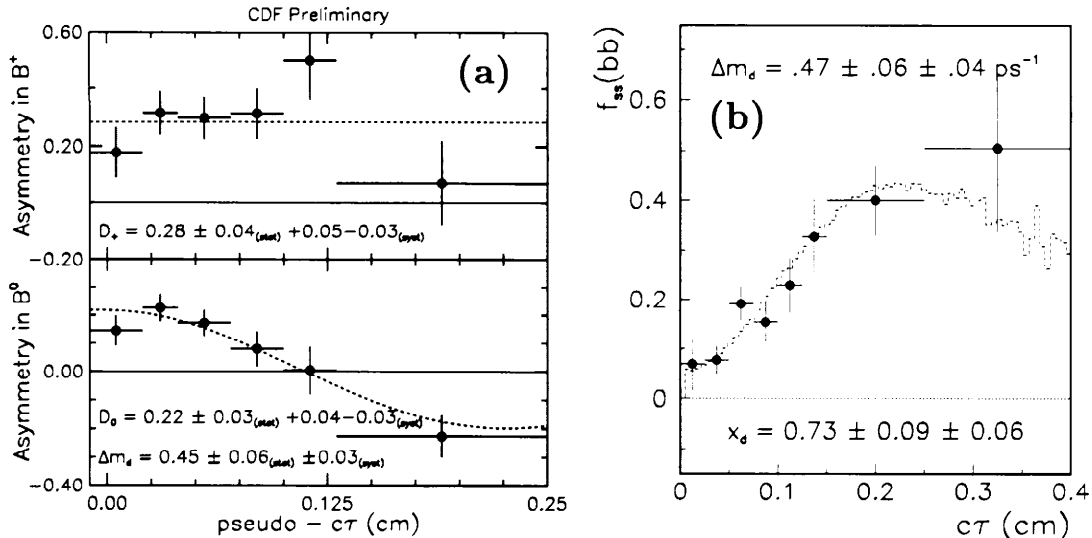 CDF Preliminary
Asymmetry in B⁺
0.60
0.20
-0.20
(a)
D₊ = 0.28 ± 0.04(stat) +0.05−0.03(syst)
Asymmetry in B⁰
0.00
-0.40
D₀ = 0.22 ± 0.03(stat) +0.04−0.03(syst)
Δm_d = 0.45 ± 0.06(stat) ±0.03(syst)
0.00 0.125 0.25
pseudo − cτ (cm)
f_ss(bb)
0.6
0.4
0.2
0
Δm_d = .47 ± .06 ± .04 ps⁻¹
(b)
x_d = 0.73 ± 0.09 ± 0.06
0 0.1 0.2 0.3 0.4
cτ (cm)